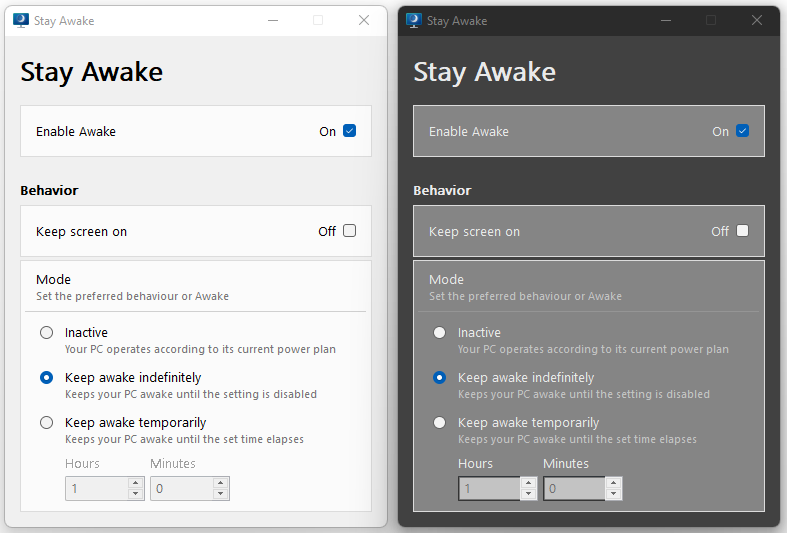 Stay Awake
Stay Awake
Enable Awake On
Behavior
Keep screen on Off
Mode
Set the preferred behaviour or Awake
Inactive
Your PC operates according to its current power plan
Keep awake indefinitely
Keeps your PC awake until the setting is disabled
Keep awake temporarily
Keeps your PC awake until the set time elapses
Hours Minutes
1 0
Stay Awake
Stay Awake
Enable Awake On
Behavior
Keep screen on Off
Mode
Set the preferred behaviour or Awake
Inactive
Your PC operates according to its current power plan
Keep awake indefinitely
Keeps your PC awake until the setting is disabled
Keep awake temporarily
Keeps your PC awake until the set time elapses
Hours Minutes
1 0